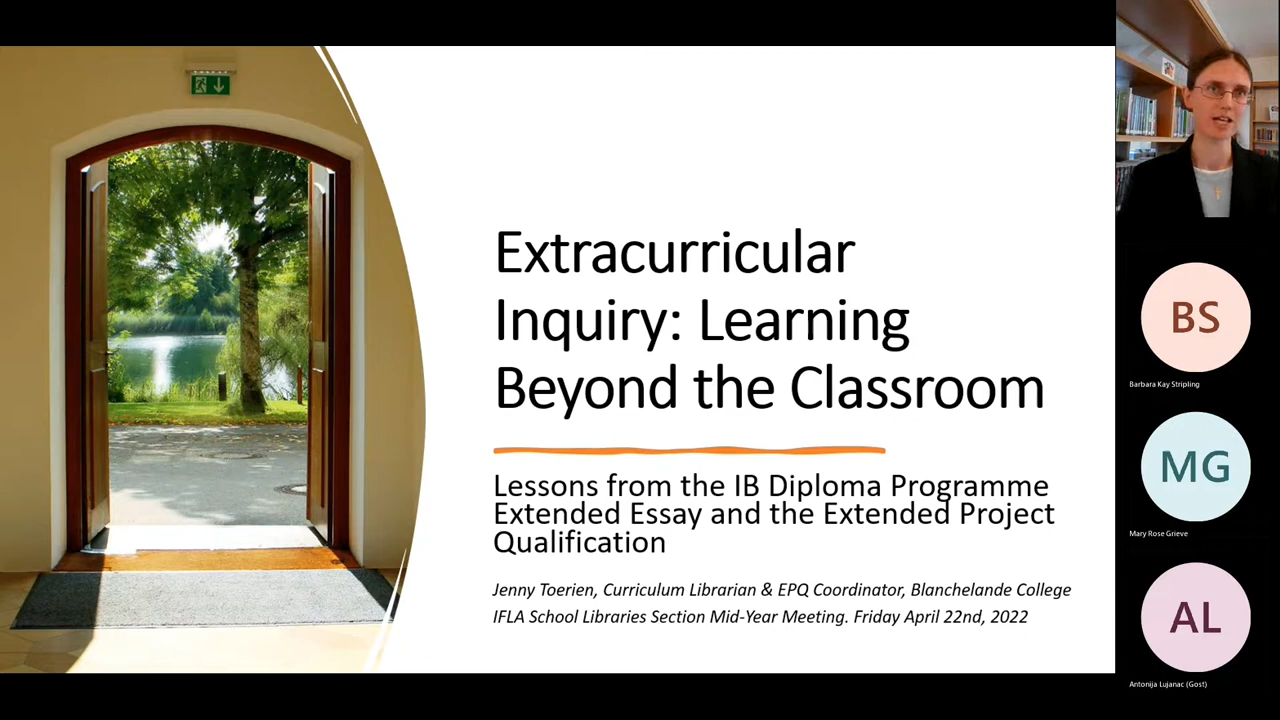 Extracurricular
Inquiry: Learning
Beyond the Classroom
Lessons from the IB Diploma Programme
Extended Essay and the Extended Project
Qualification
Jenny Toerien, Curriculum Librarian & EPQ Coordinator, Blanchelande College
IFLA School Libraries Section Mid-Year Meeting. Friday April 22nd, 2022
BS
Barbara Kay Stripling
MG
Mary Rose Grieve
AL
Antonija Lujanac (Gost)